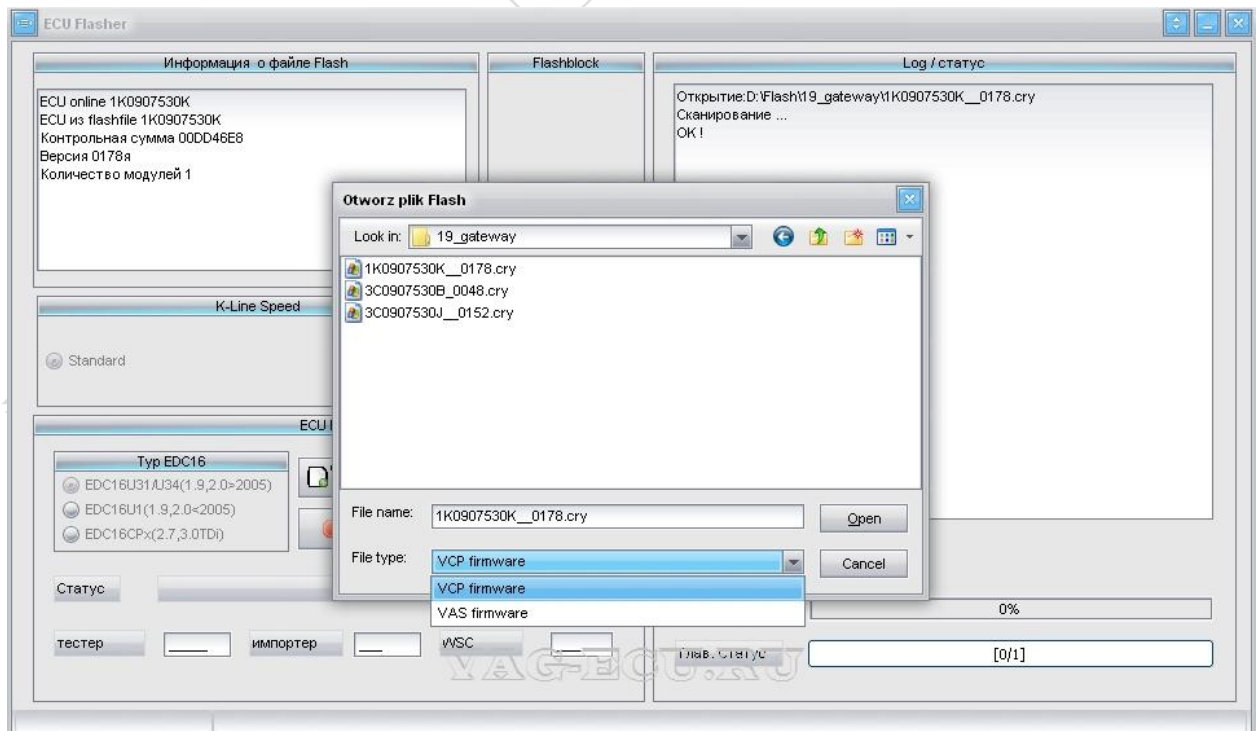 ECU Flasher
Информация о файле Flash
ECU online 1K0907530K
ECU из flashfile 1K0907530K
Контрольная сумма 00DD46E8
Версия 0178я
Количество модулей 1
Flashblock
Log / статус
Открытие:D:\Flash\19_gateway\1K0907530K__0178.cry
Сканирование ...
OK !
Otworz plik Flash
Look in: 19_gateway
1K0907530K__0178.cry
3C0907530B_0048.cry
3C0907530J__0152.cry
File name: 1K0907530K__0178.cry Open
File type: VCP firmware Cancel
VCP firmware
VAS firmware
K-Line Speed
Standard
ECU
Typ EDC16
EDC16U31/U34(1.9,2.0>2005)
EDC16U1(1.9,2.0<2005)
EDC16CPx(2.7,3.0TDi)
Статус
0%
тестер импортер WSC
Глав. Статус [0/1]
VAG-ECU.RU